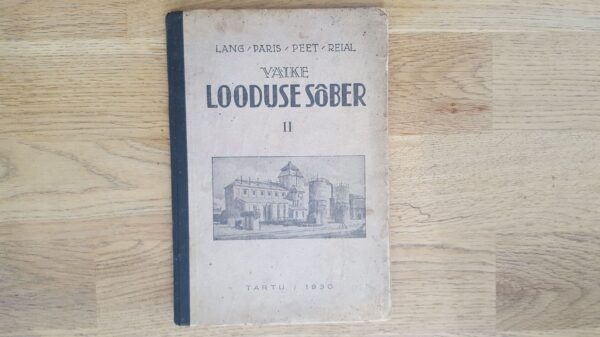 LANG - PARIS - PEET - REIAL
VÄIKE
LOODUSE SÕBER
II
TARTU / 1930